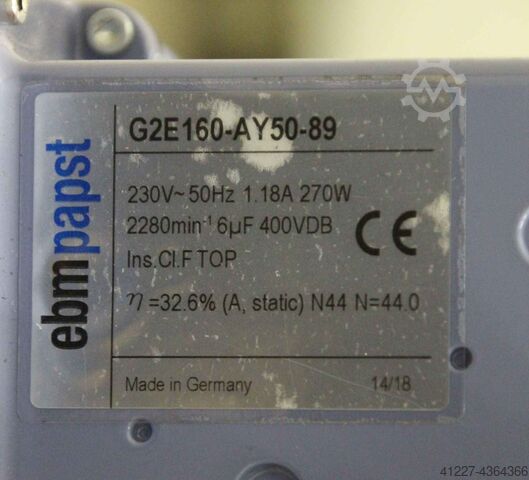 ebmpapst
G2E160-AY50-89
230V~ 50Hz 1.18A 270W
2280min-¹ 6µF 400VDB
Ins.Cl.F TOP
CE
η =32.6% (A, static) N44 N=44.0
Made in Germany 14/18
41227-4364366